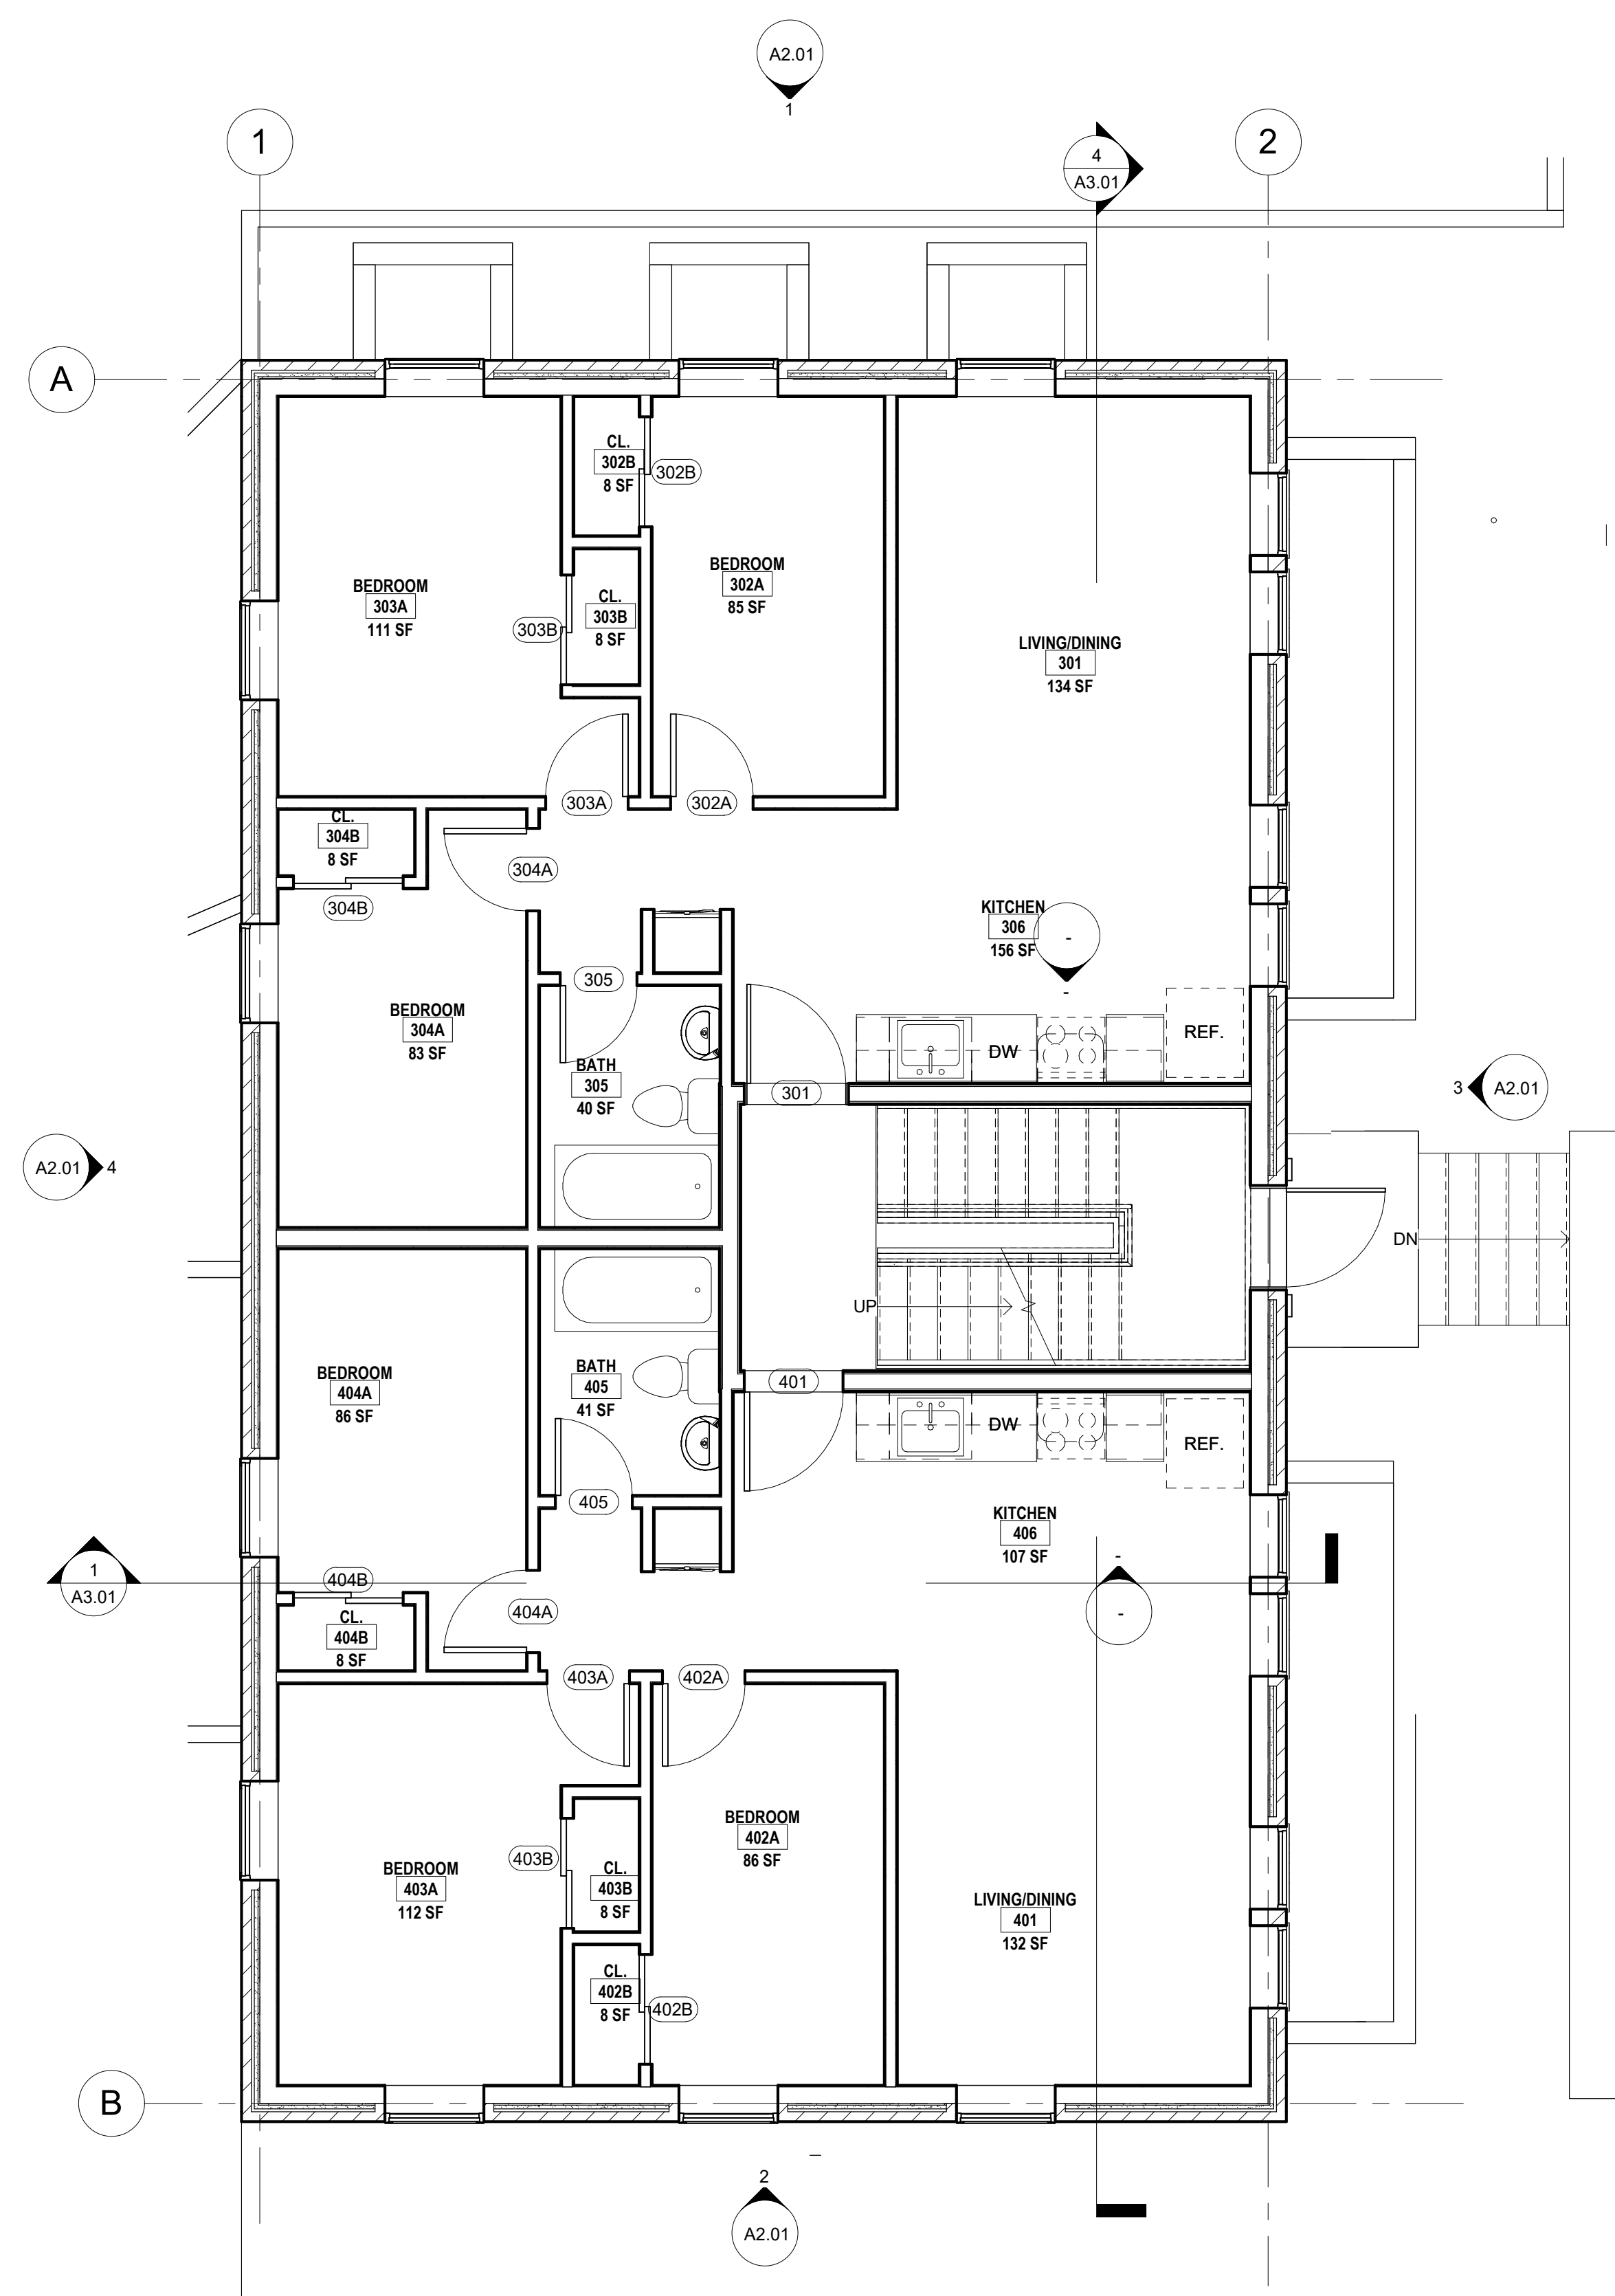 A2.01
1
1
2
4
A3.01
A
CL.
302B
8 SF
302B
BEDROOM
302A
85 SF
BEDROOM
303A
111 SF
CL.
303B
8 SF
303B
LIVING/DINING
301
134 SF
303A
302A
CL.
304B
8 SF
304B
304A
KITCHEN
306
156 SF
-
-
305
BEDROOM
304A
83 SF
BATH
305
40 SF
DW
REF.
301
3
A2.01
A2.01
4
DN
UP
BEDROOM
404A
86 SF
BATH
405
41 SF
401
DW
REF.
405
KITCHEN
406
107 SF
-
-
1
A3.01
404B
CL.
404B
8 SF
404A
403A
402A
BEDROOM
402A
86 SF
403B
CL.
403B
8 SF
BEDROOM
403A
112 SF
LIVING/DINING
401
132 SF
CL.
402B
8 SF
402B
B
2
A2.01